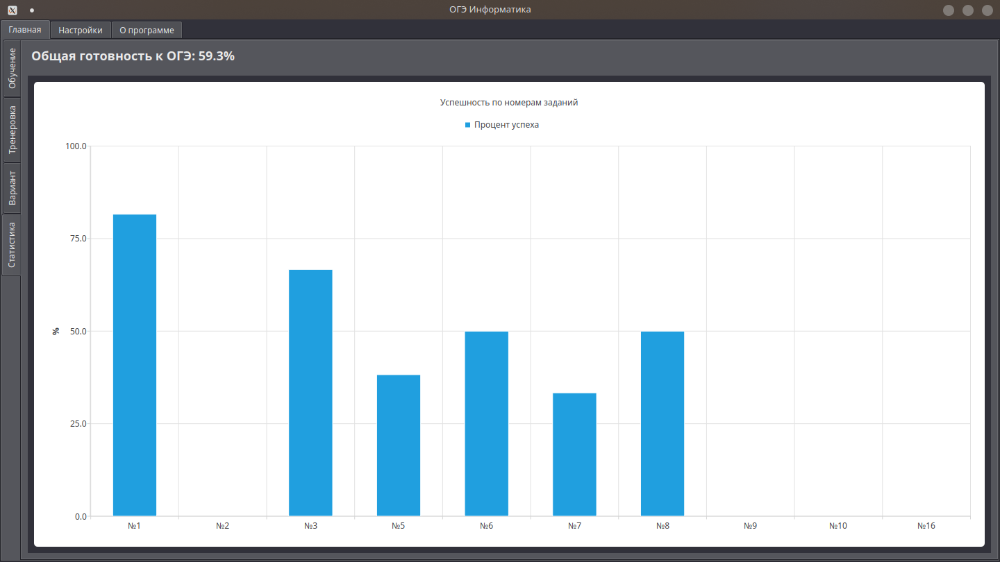 ОГЭ Информатика
Главная Настройки О программе
Обучение
Тренеровка
Вариант
Статистика
Общая готовность к ОГЭ: 59.3%
Успешность по номерам заданий
Процент успеха
100.0
75.0
50.0
25.0
0.0
%
№1 №2 №3 №5 №6 №7 №8 №9 №10 №16